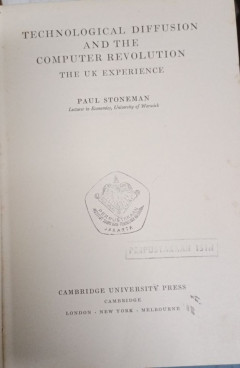 TECHNOLOGICAL DIFFUSION
AND THE
COMPUTER REVOLUTION
THE UK EXPERIENCE
PAUL STONEMAN
Lecturer in Economics, University of Warwick
JAKARTA
CAMBRIDGE UNIVERSITY PRESS
CAMBRIDGE
LONDON · NEW YORK · MELBOURNE